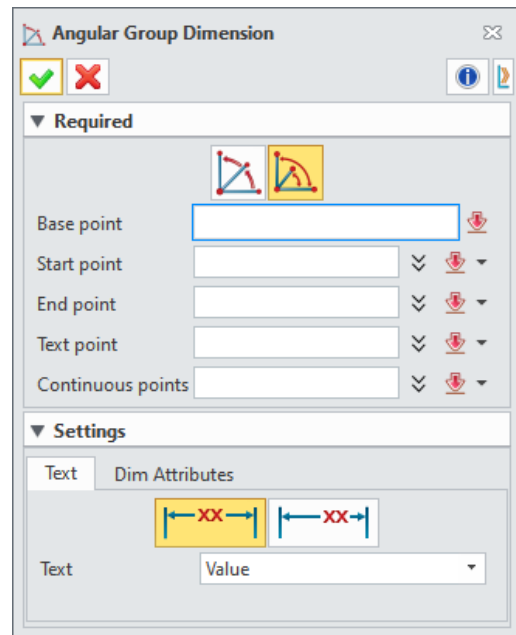 Angular Group Dimension
Required
Base point
Start point
End point
Text point
Continuous points
Settings
Text Dim Attributes
XX XX
Text Value